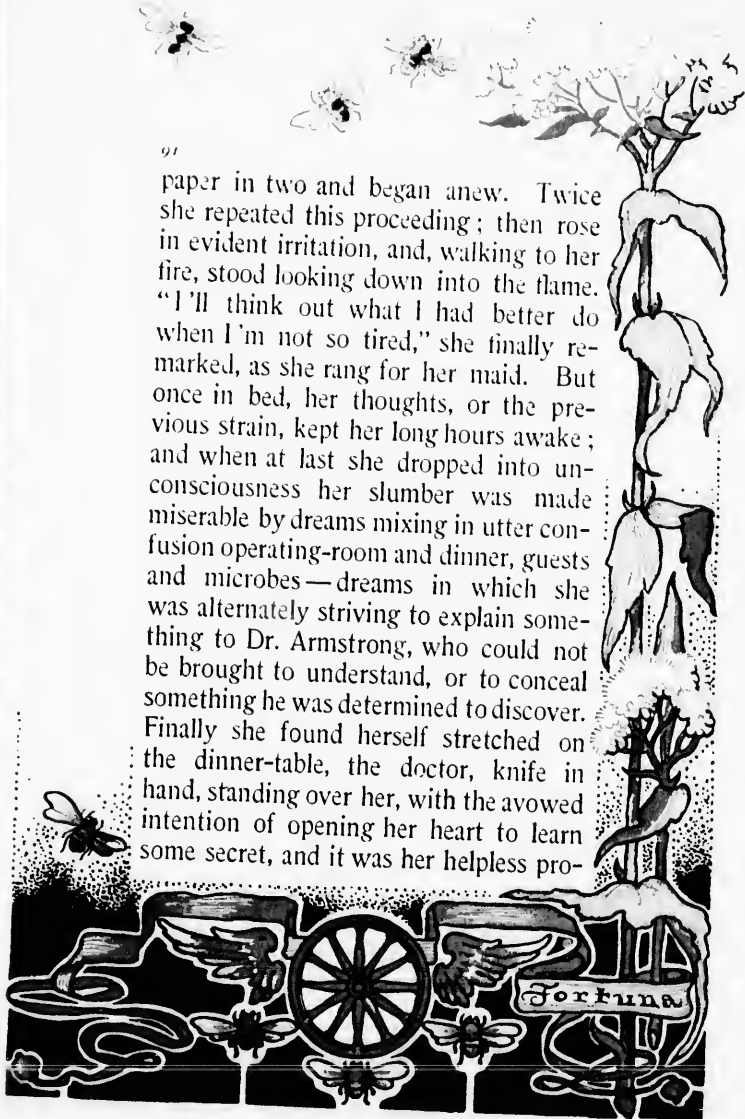 91
paper in two and began anew. Twice
she repeated this proceeding; then rose
in evident irritation, and, walking to her
fire, stood looking down into the flame.
"I'll think out what I had better do
when I'm not so tired," she finally re-
marked, as she rang for her maid. But
once in bed, her thoughts, or the pre-
vious strain, kept her long hours awake;
and when at last she dropped into un-
consciousness her slumber was made
miserable by dreams mixing in utter con-
fusion operating-room and dinner, guests
and microbes—dreams in which she
was alternately striving to explain some-
thing to Dr. Armstrong, who could not
be brought to understand, or to conceal
something he was determined to discover.
Finally she found herself stretched on
the dinner-table, the doctor, knife in
hand, standing over her, with the avowed
intention of opening her heart to learn
some secret, and it was her helpless pro-
Fortuna